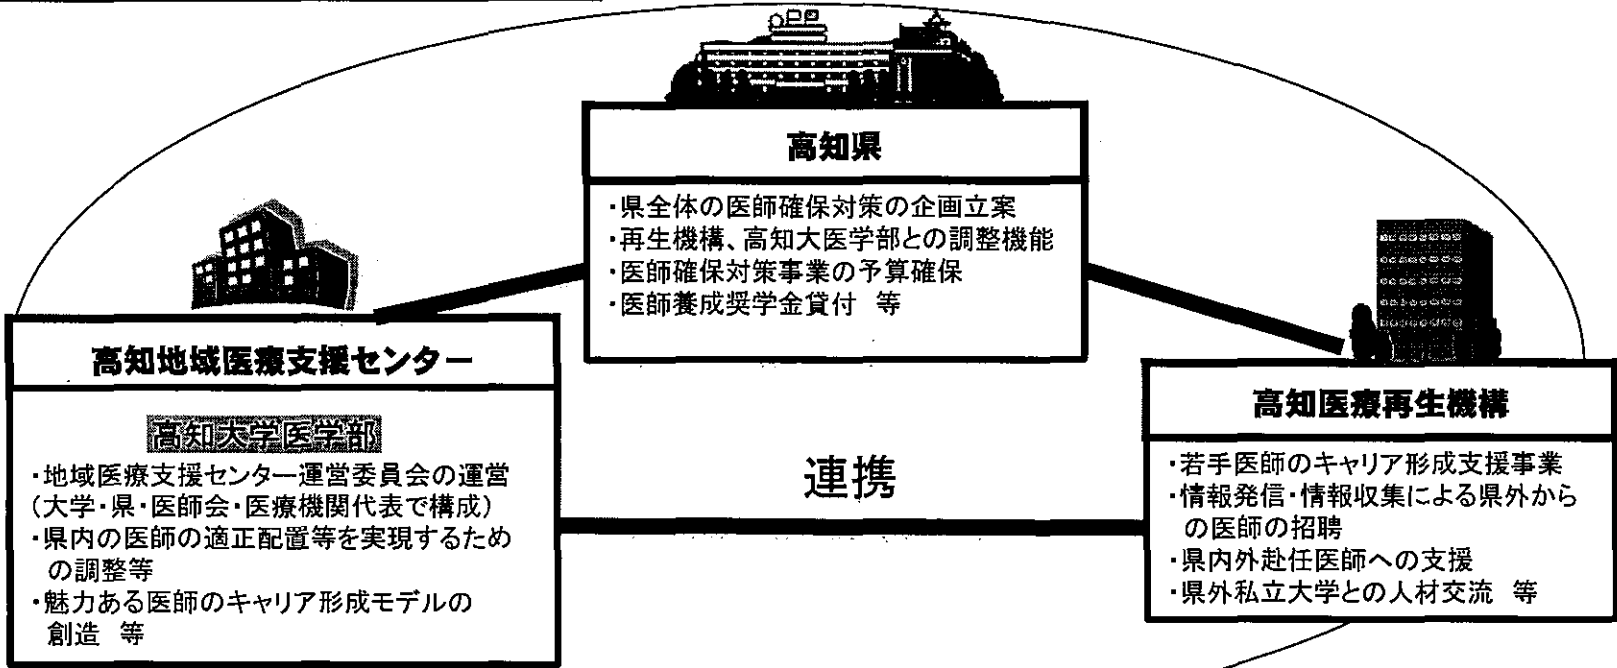 高知県
・県全体の医師確保対策の企画立案
・再生機構、高知大医学部との調整機能
・医師確保対策事業の予算確保
・医師養成奨学金貸付 等
高知地域医療支援センター
高知大学医学部
・地域医療支援センター運営委員会の運営
(大学・県・医師会・医療機関代表で構成)
・県内の医師の適正配置等を実現するため
の調整等
・魅力ある医師のキャリア形成モデルの
創造 等
連携
高知医療再生機構
・若手医師のキャリア形成支援事業
・情報発信・情報収集による県外から
の医師の招聘
・県内外赴任医師への支援
・県外私立大学との人材交流 等